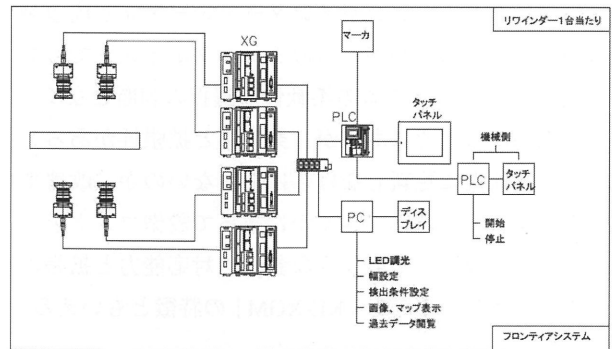 リワインダー1台当たり
マーカ
XG
PLC
タッチ
パネル
機械側
PLC
タッチ
パネル
開始
停止
PC
ディス
プレイ
LED調光
幅設定
検出条件設定
画像、マップ表示
過去データ閲覧
フロンティアシステム